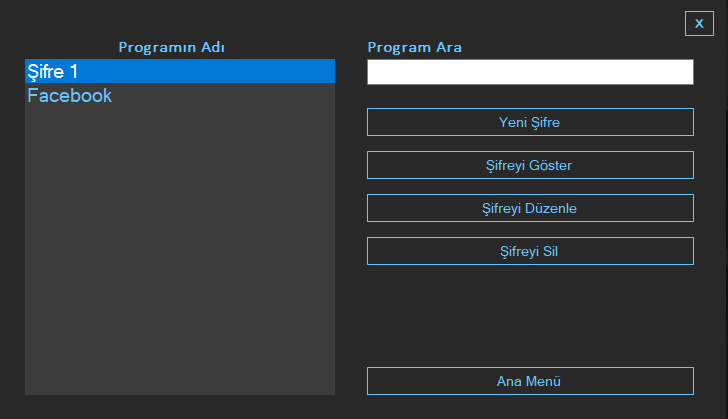 x
Programın Adı
Şifre 1
Facebook
Program Ara
Yeni Şifre
Şifreyi Göster
Şifreyi Düzenle
Şifreyi Sil
Ana Menü